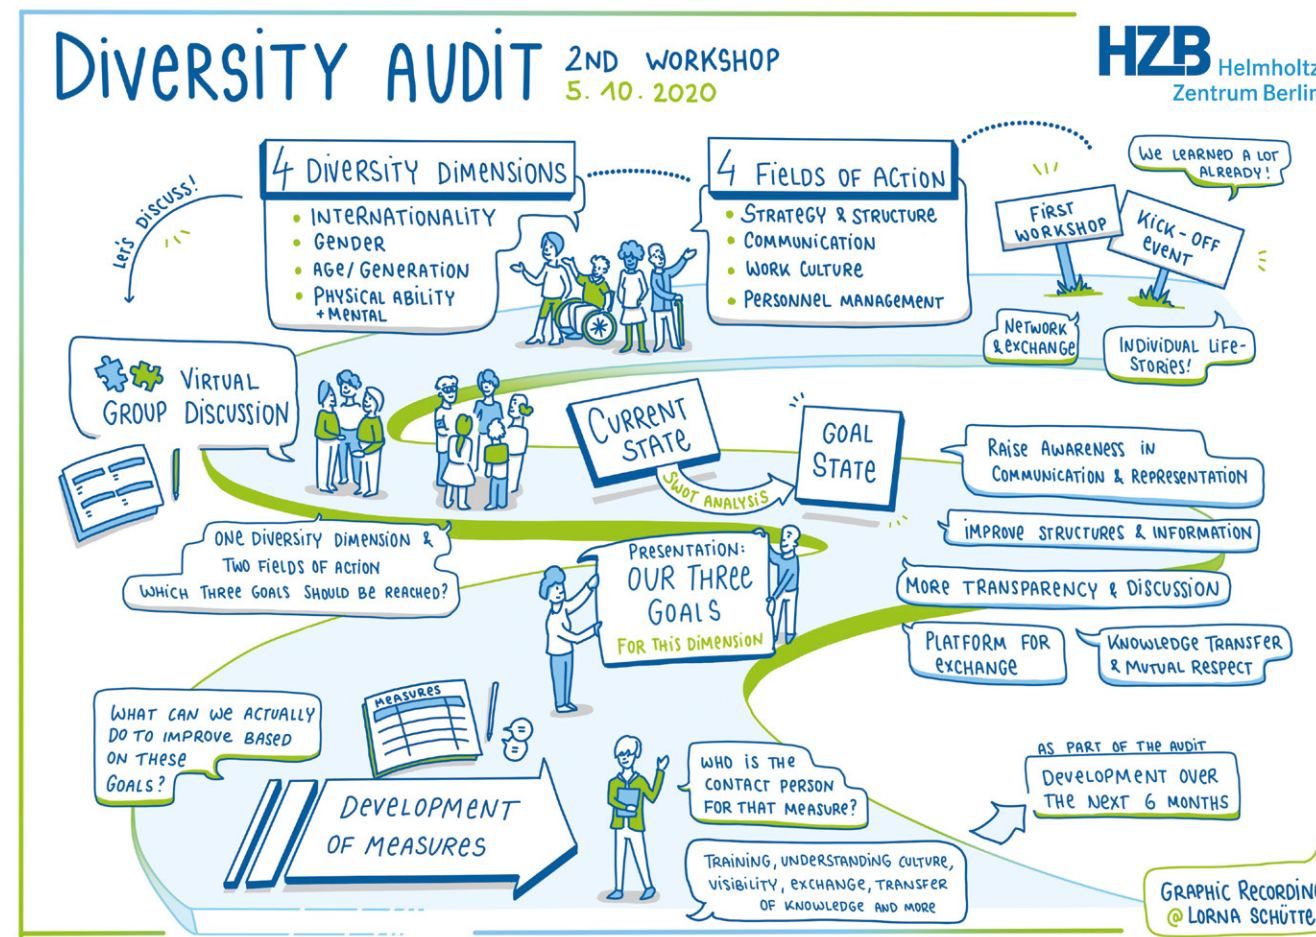 DIVERSITY AUDIT
2ND WORKSHOP
5. 10. 2020
HZB Helmholtz
Zentrum Berlin
LET'S DISCUSS!
4 DIVERSITY DIMENSIONS
• INTERNATIONALITY
• GENDER
• AGE/GENERATION
• PHYSICAL ABILITY
+ MENTAL
4 FIELDS OF ACTION
• STRATEGY & STRUCTURE
• COMMUNICATION
• WORK CULTURE
• PERSONNEL MANAGEMENT
WE LEARNED A LOT
ALREADY!
FIRST
WORKSHOP
KICK-OFF
EVENT
NETWORK
& EXCHANGE
INDIVIDUAL LIFE-
STORIES!
VIRTUAL
GROUP DISCUSSION
CURRENT
STATE
SWOT ANALYSIS
GOAL
STATE
RAISE AWARENESS IN
COMMUNICATION & REPRESENTATION
IMPROVE STRUCTURES & INFORMATION
MORE TRANSPARENCY & DISCUSSION
PLATFORM FOR
EXCHANGE
KNOWLEDGE TRANSFER
& MUTUAL RESPECT
ONE DIVERSITY DIMENSION &
TWO FIELDS OF ACTION
WHICH THREE GOALS SHOULD BE REACHED?
PRESENTATION:
OUR THREE
GOALS
FOR THIS DIMENSION
WHAT CAN WE ACTUALLY
DO TO IMPROVE BASED
ON THESE
GOALS?
MEASURES
DEVELOPMENT
OF MEASURES
WHO IS THE
CONTACT PERSON
FOR THAT MEASURE?
TRAINING, UNDERSTANDING CULTURE,
VISIBILITY, EXCHANGE, TRANSFER
OF KNOWLEDGE AND MORE
AS PART OF THE AUDIT
DEVELOPMENT OVER
THE NEXT 6 MONTHS
GRAPHIC RECORDING
@ LORNA SCHÜTTE